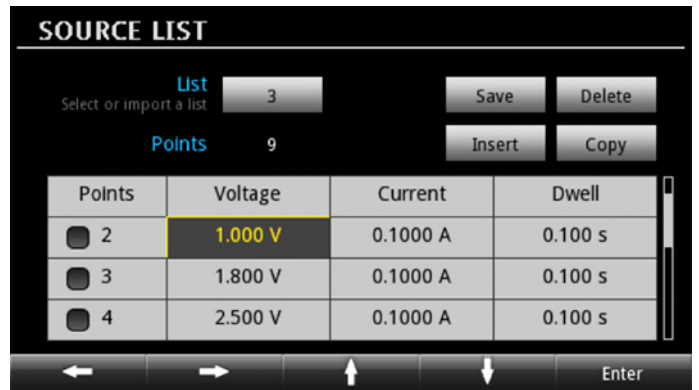 SOURCE LIST
List 3 Save Delete
Select or import a list
Points 9 Insert Copy
Points Voltage Current Dwell
2 1.000 V 0.1000 A 0.100 s
3 1.800 V 0.1000 A 0.100 s
4 2.500 V 0.1000 A 0.100 s
Enter